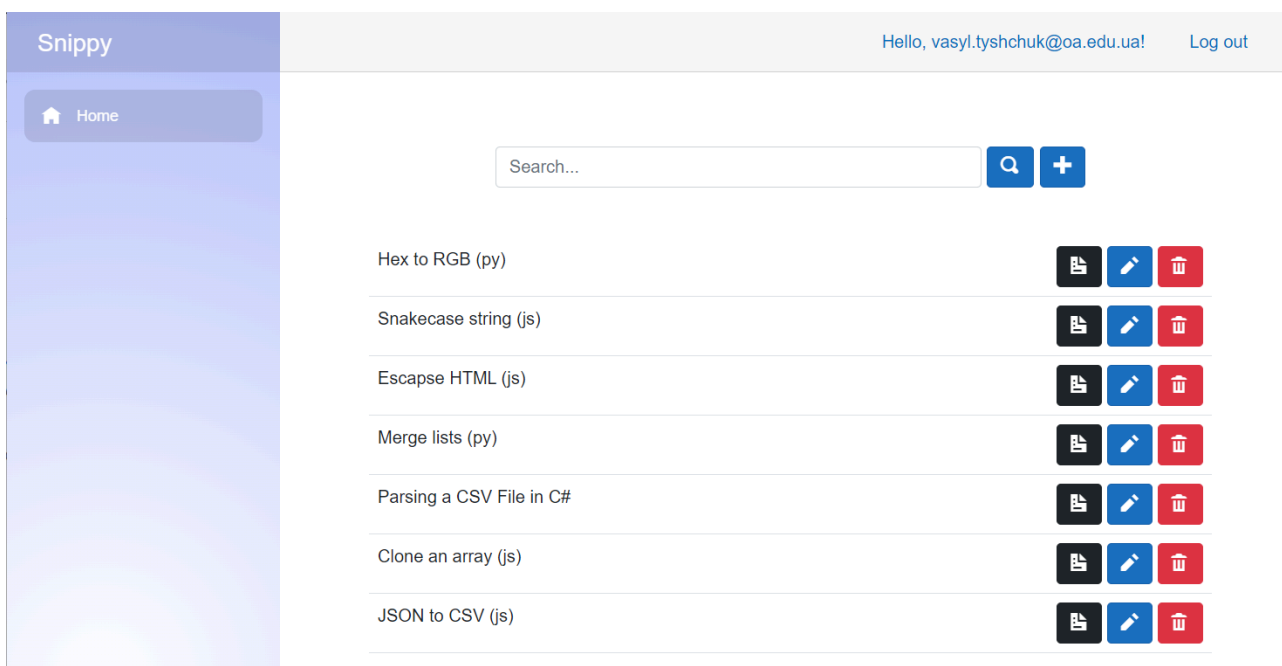 Snippy
Hello, vasyl.tyshchuk@oa.edu.ua! Log out
Home
Search...
Hex to RGB (py)
Snakecase string (js)
Escapse HTML (js)
Merge lists (py)
Parsing a CSV File in C#
Clone an array (js)
JSON to CSV (js)